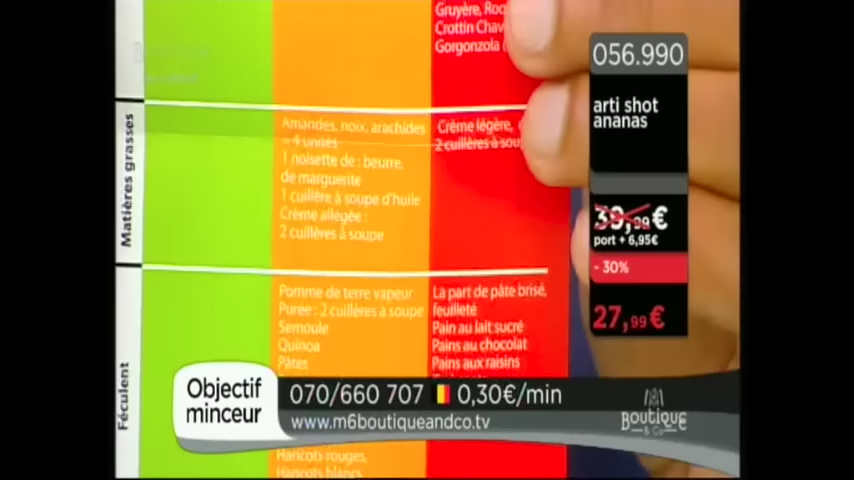 Gruyère,
Crottin
Gorgonzola
Matières grasses
Amandes, noix, arachides
= 4 unités
1 noisette de : beurre,
de marguerite
1 cuillère à soupe d'huile
Crème allégée :
2 cuillères à soupe
Crème légère,
2 cuillères à soup
Féculent
Pomme de terre vapeur
Purée : 2 cuillères à soupe
Semoule
Quinoa
Pâtes
La part de pâte brisé,
feuilleté
Pain au lait sucré
Pains au chocolat
Pains aux raisins
Haricots rouges,
Haricots blancs
056.990
arti shot
ananas
39,99€
port + 6,95€
- 30%
27,99€
Objectif
minceur
070/660 707 0,30€/min
www.m6boutiqueandco.tv
BOUTIQUE
& Co